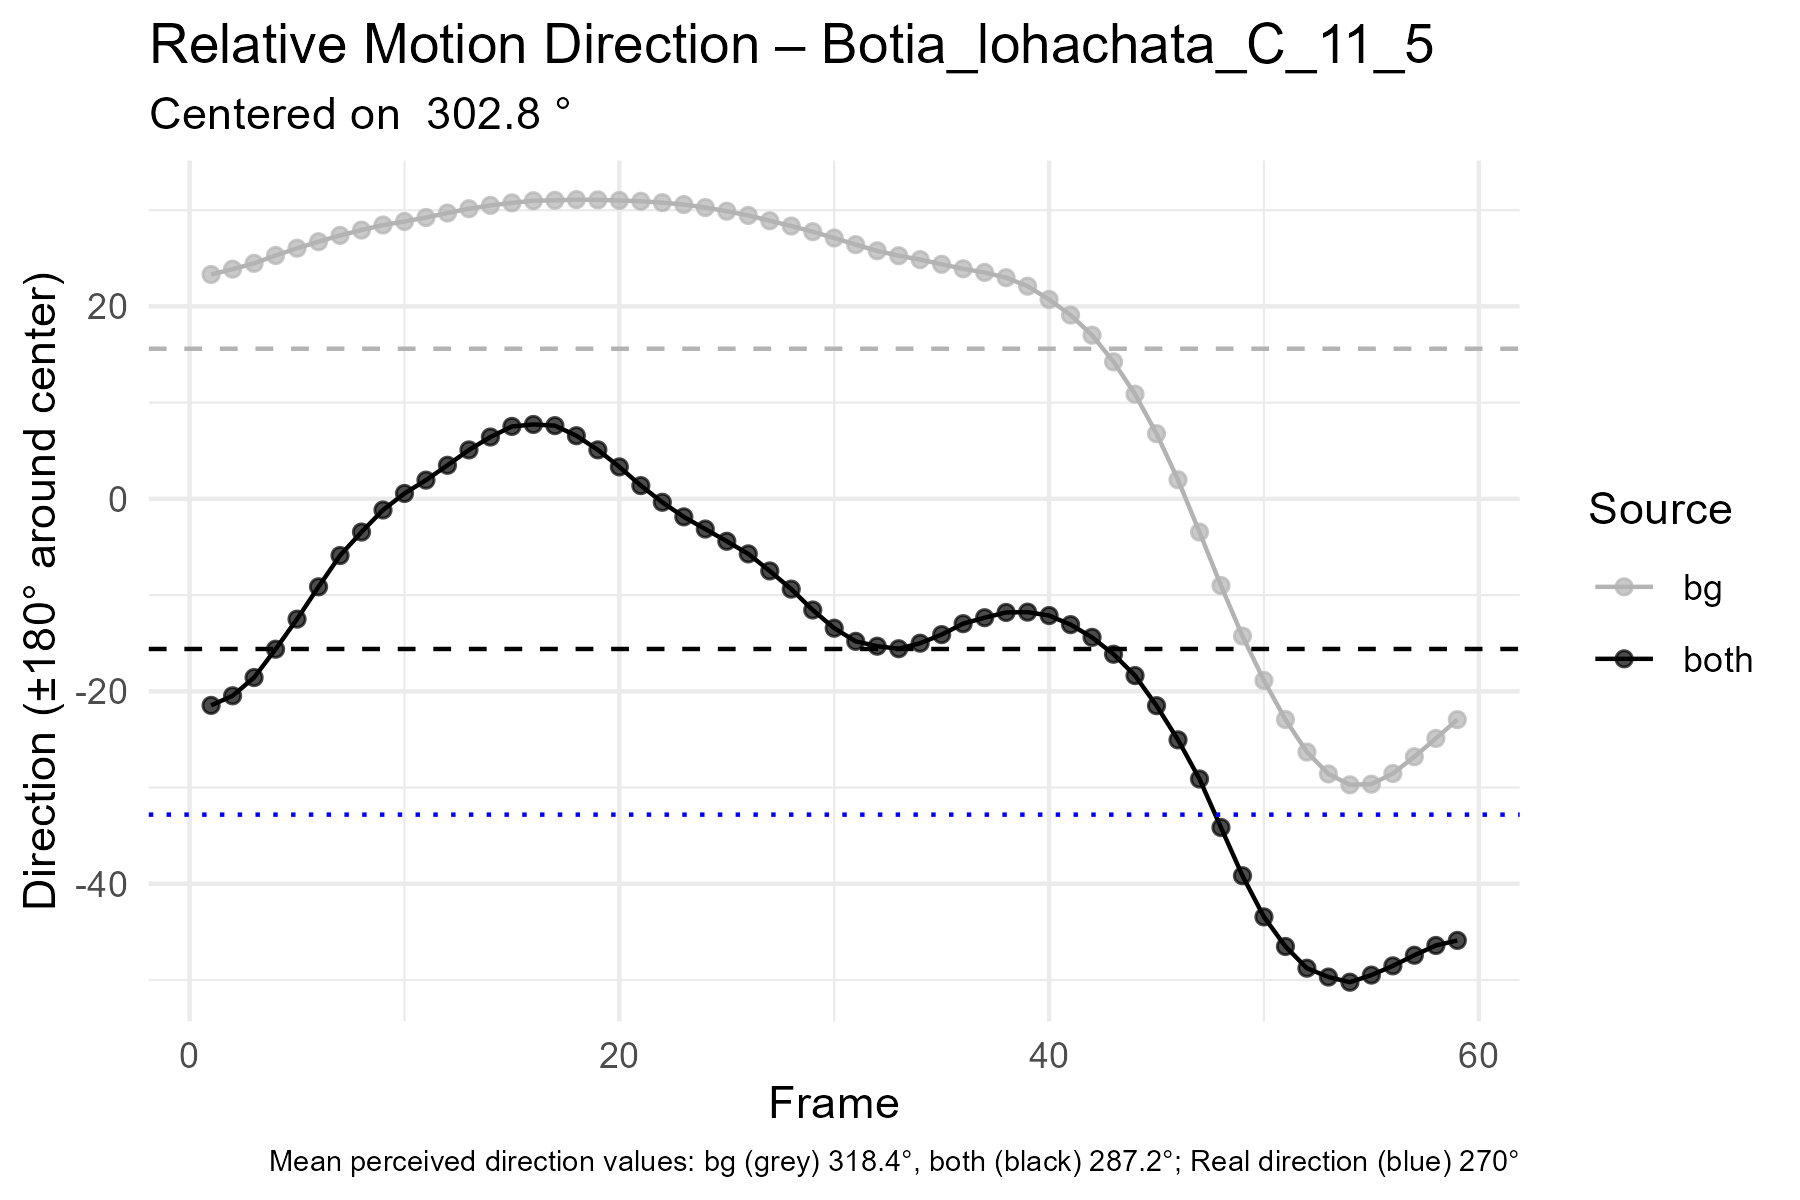 Relative Motion Direction – Botia_lohachata_C_11_5
Centered on  302.8 °
Direction (±180° around center)
20
0
-20
-40
0
20
40
60
Frame
Source
bg
both
Mean perceived direction values: bg (grey) 318.4°, both (black) 287.2°; Real direction (blue) 270°